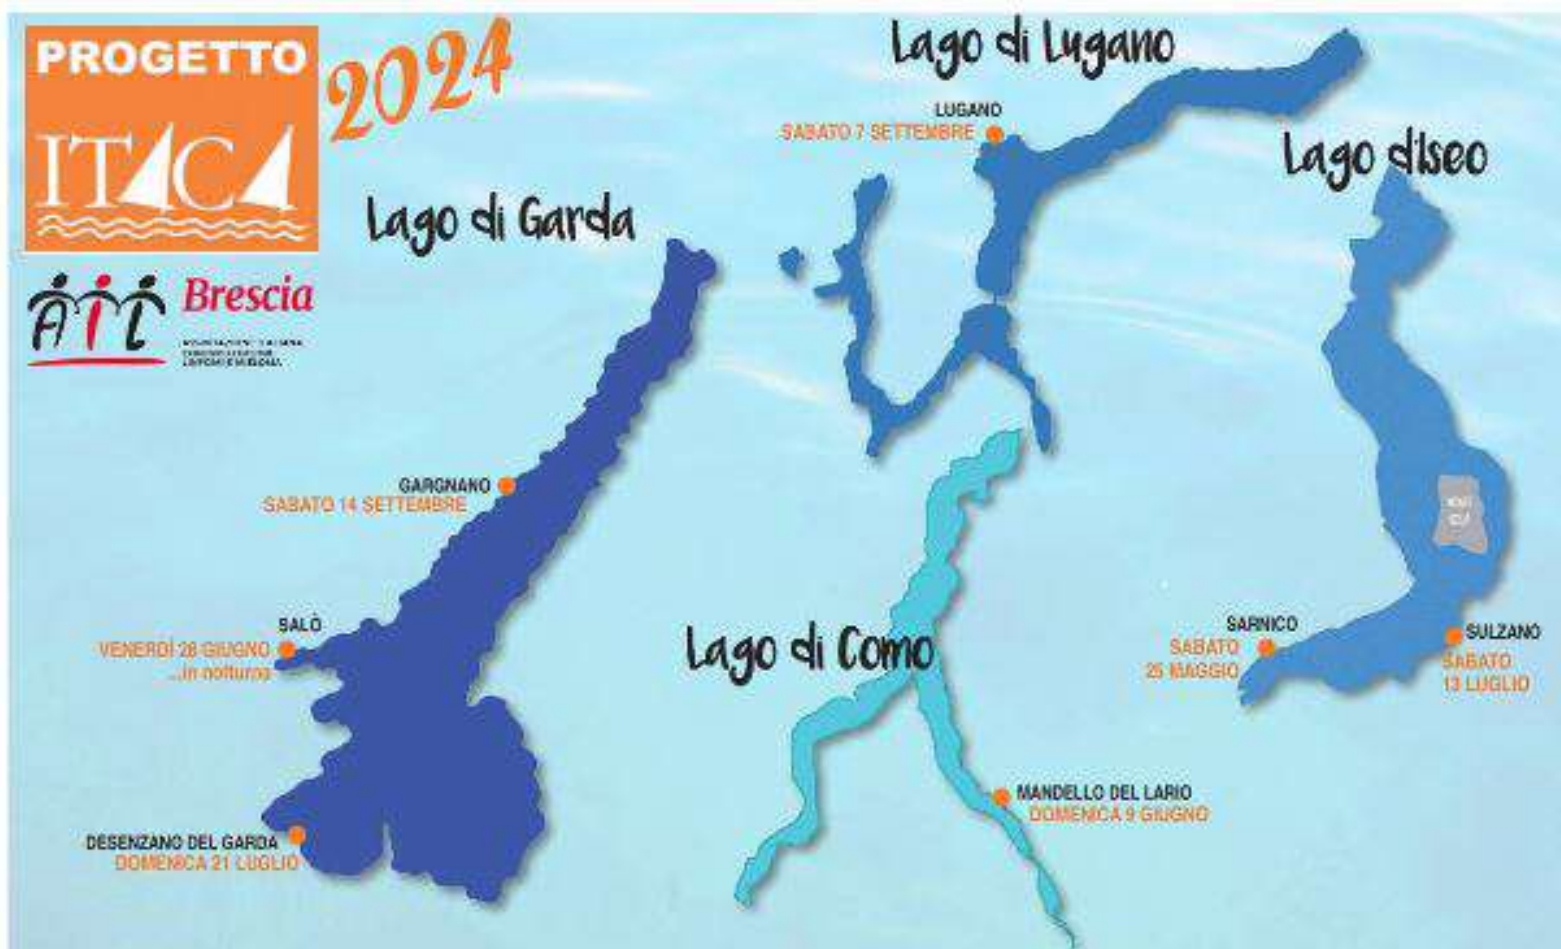 PROGETTO
ITACA
2024
AIL Brescia
Lago di Garda
GARGNANO
SABATO 14 SETTEMBRE
SALÒ
VENERDÌ 28 GIUGNO
...in notturna
DESENZANO DEL GARDA
DOMENICA 21 LUGLIO
Lago di Lugano
LUGANO
SABATO 7 SETTEMBRE
Lago di Como
MANDELLO DEL LARIO
DOMENICA 9 GIUGNO
Lago d'Iseo
SARNICO
SABATO
25 MAGGIO
SULZANO
SABATO
13 LUGLIO